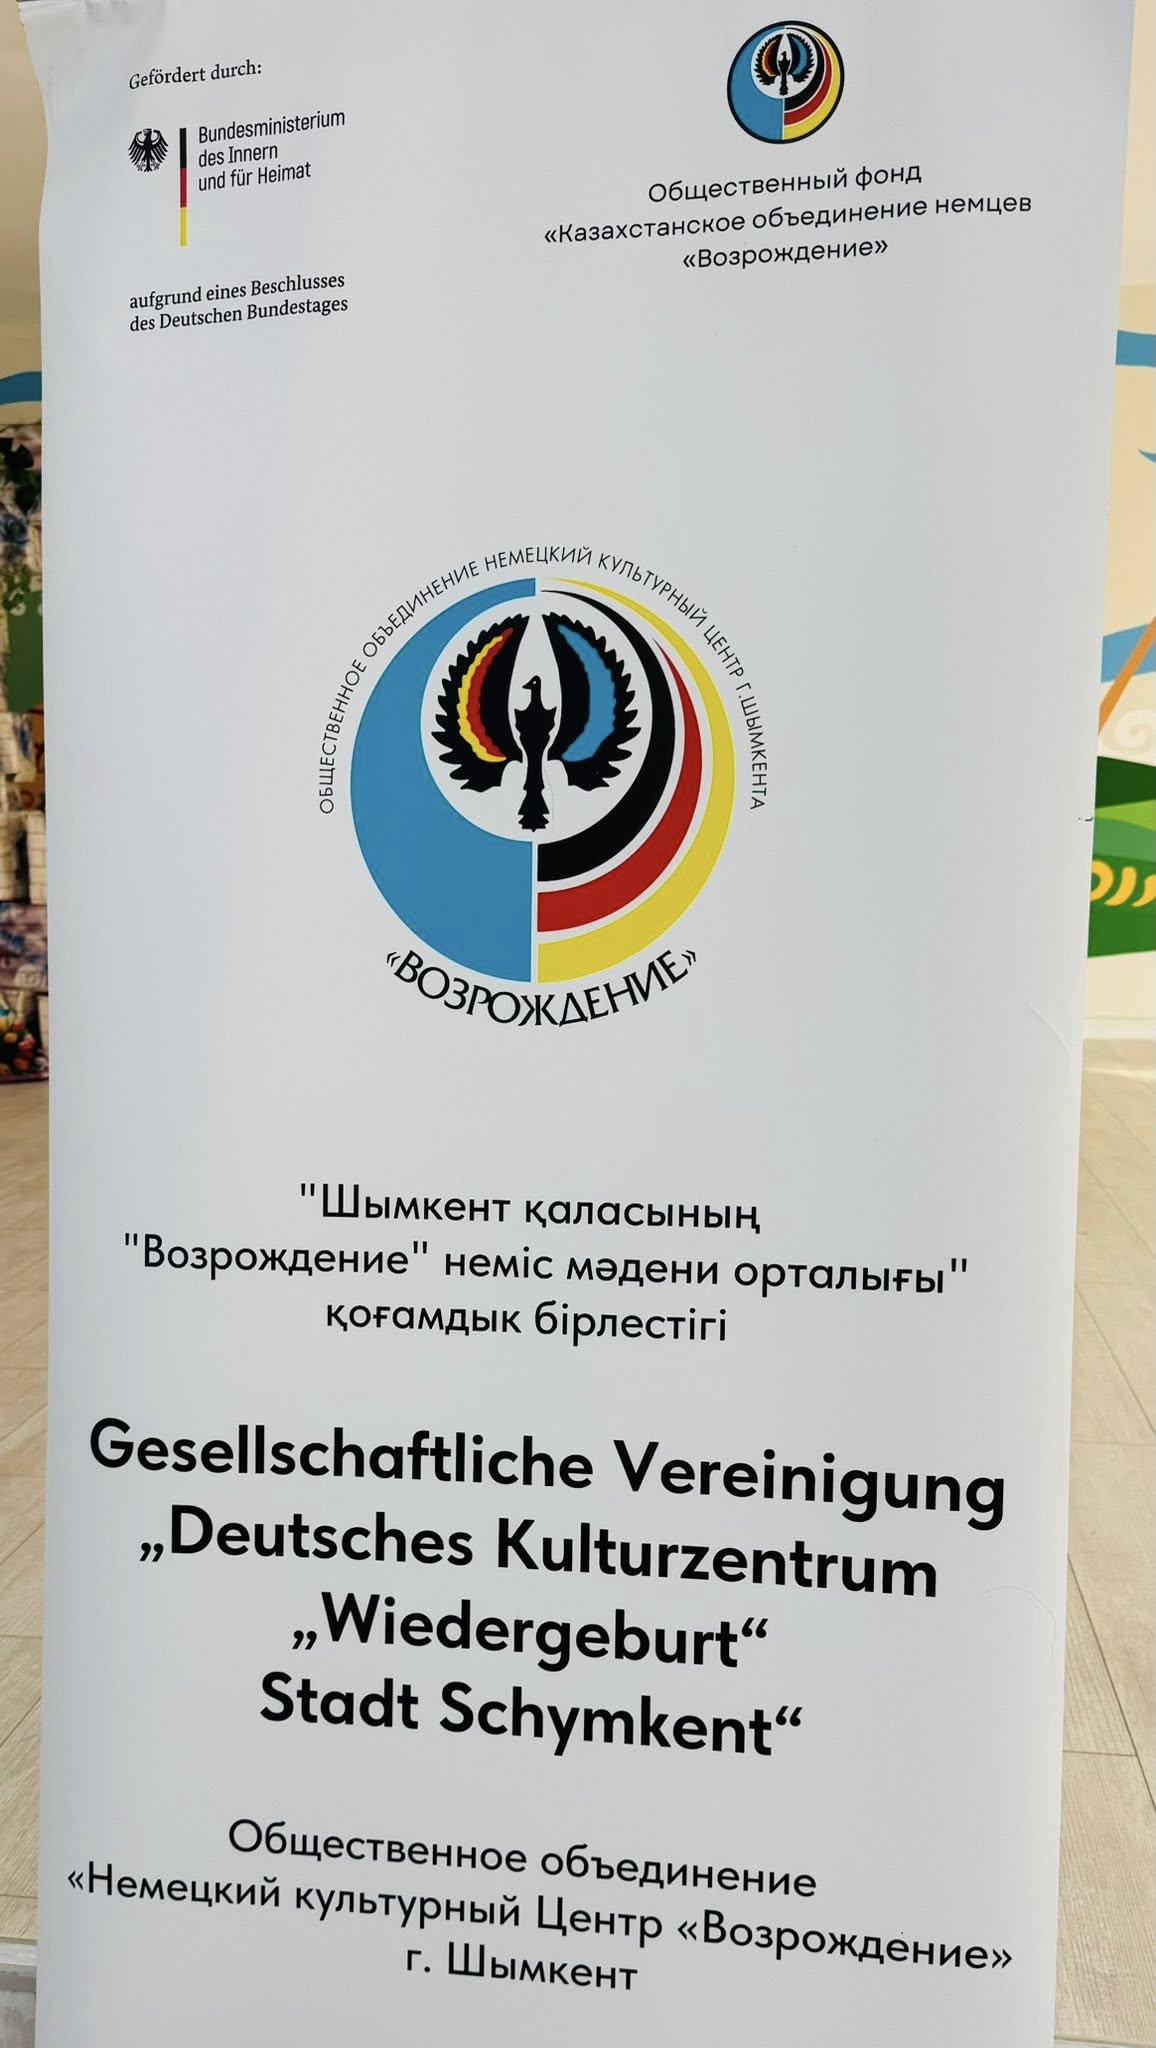 Gefördert durch:
Bundesministerium
des Innern
und für Heimat
aufgrund eines Beschlusses
des Deutschen Bundestages
Общественный фонд
«Казахстанское объединение немцев
«Возрождение»
ОБЩЕСТВЕННОЕ ОБЪЕДИНЕНИЕ НЕМЕЦКИЙ КУЛЬТУРНЫЙ ЦЕНТР Г.ШЫМКЕНТА
«ВОЗРОЖДЕНИЕ»
"Шымкент қаласының
"Возрождение" неміс мәдени орталығы"
қоғамдык бірлестігі
Gesellschaftliche Vereinigung
„Deutsches Kulturzentrum
„Wiedergeburt“
Stadt Schymkent“
Общественное объединение
«Немецкий культурный Центр «Возрождение»
г. Шымкент